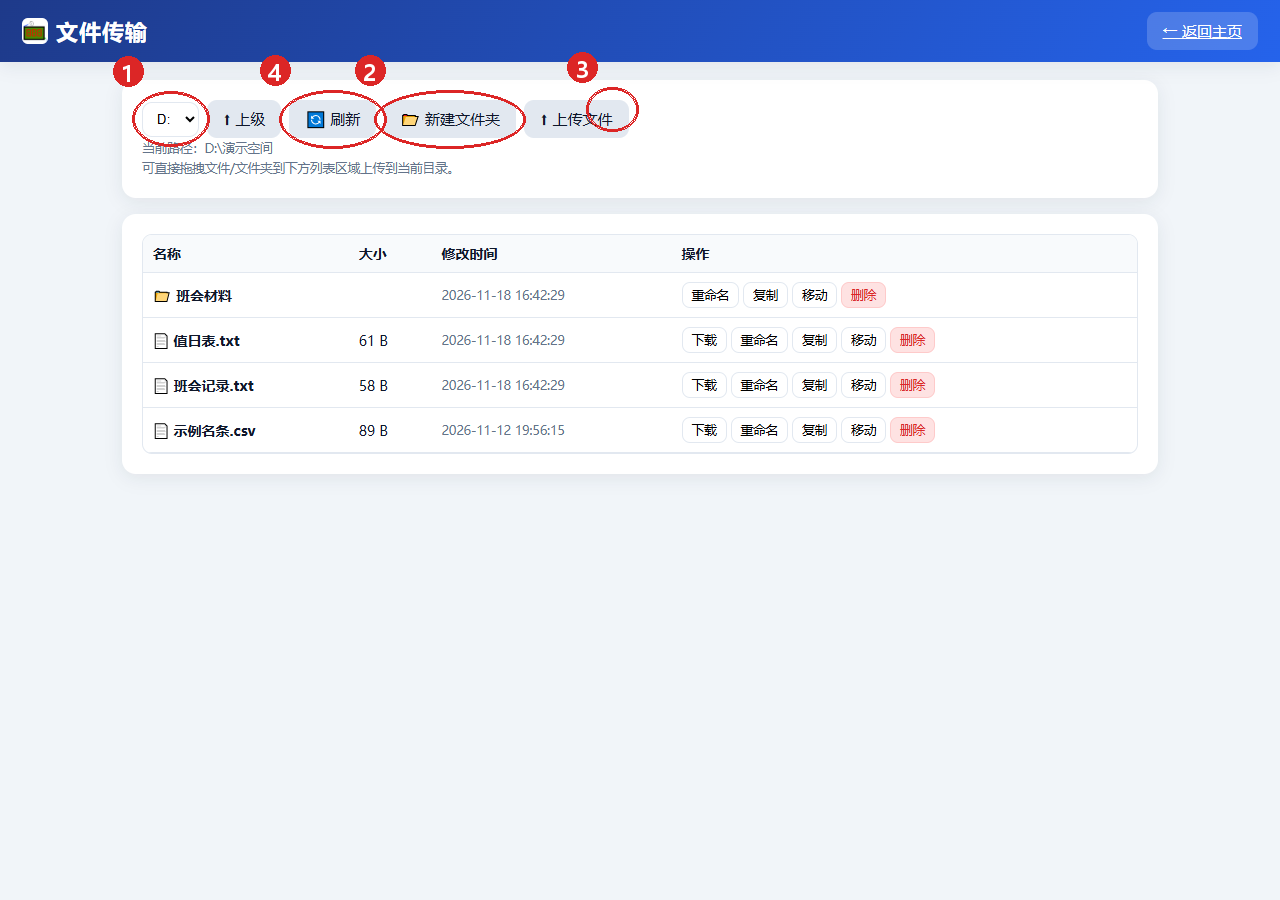 文件传输
← 返回主页
1 4 2 3
D: ⬆ 上级 🔄 刷新 📂 新建文件夹 ⬆ 上传文件
当前路径: D:\演示空间
可直接拖拽文件/文件夹到下方列表区域上传到当前目录。
名称 大小 修改时间 操作
班会材料 2026-11-18 16:42:29 重命名 复制 移动 删除
值日表.txt 61 B 2026-11-18 16:42:29 下载 重命名 复制 移动 删除
班会记录.txt 58 B 2026-11-18 16:42:29 下载 重命名 复制 移动 删除
示例名条.csv 89 B 2026-11-12 19:56:15 下载 重命名 复制 移动 删除